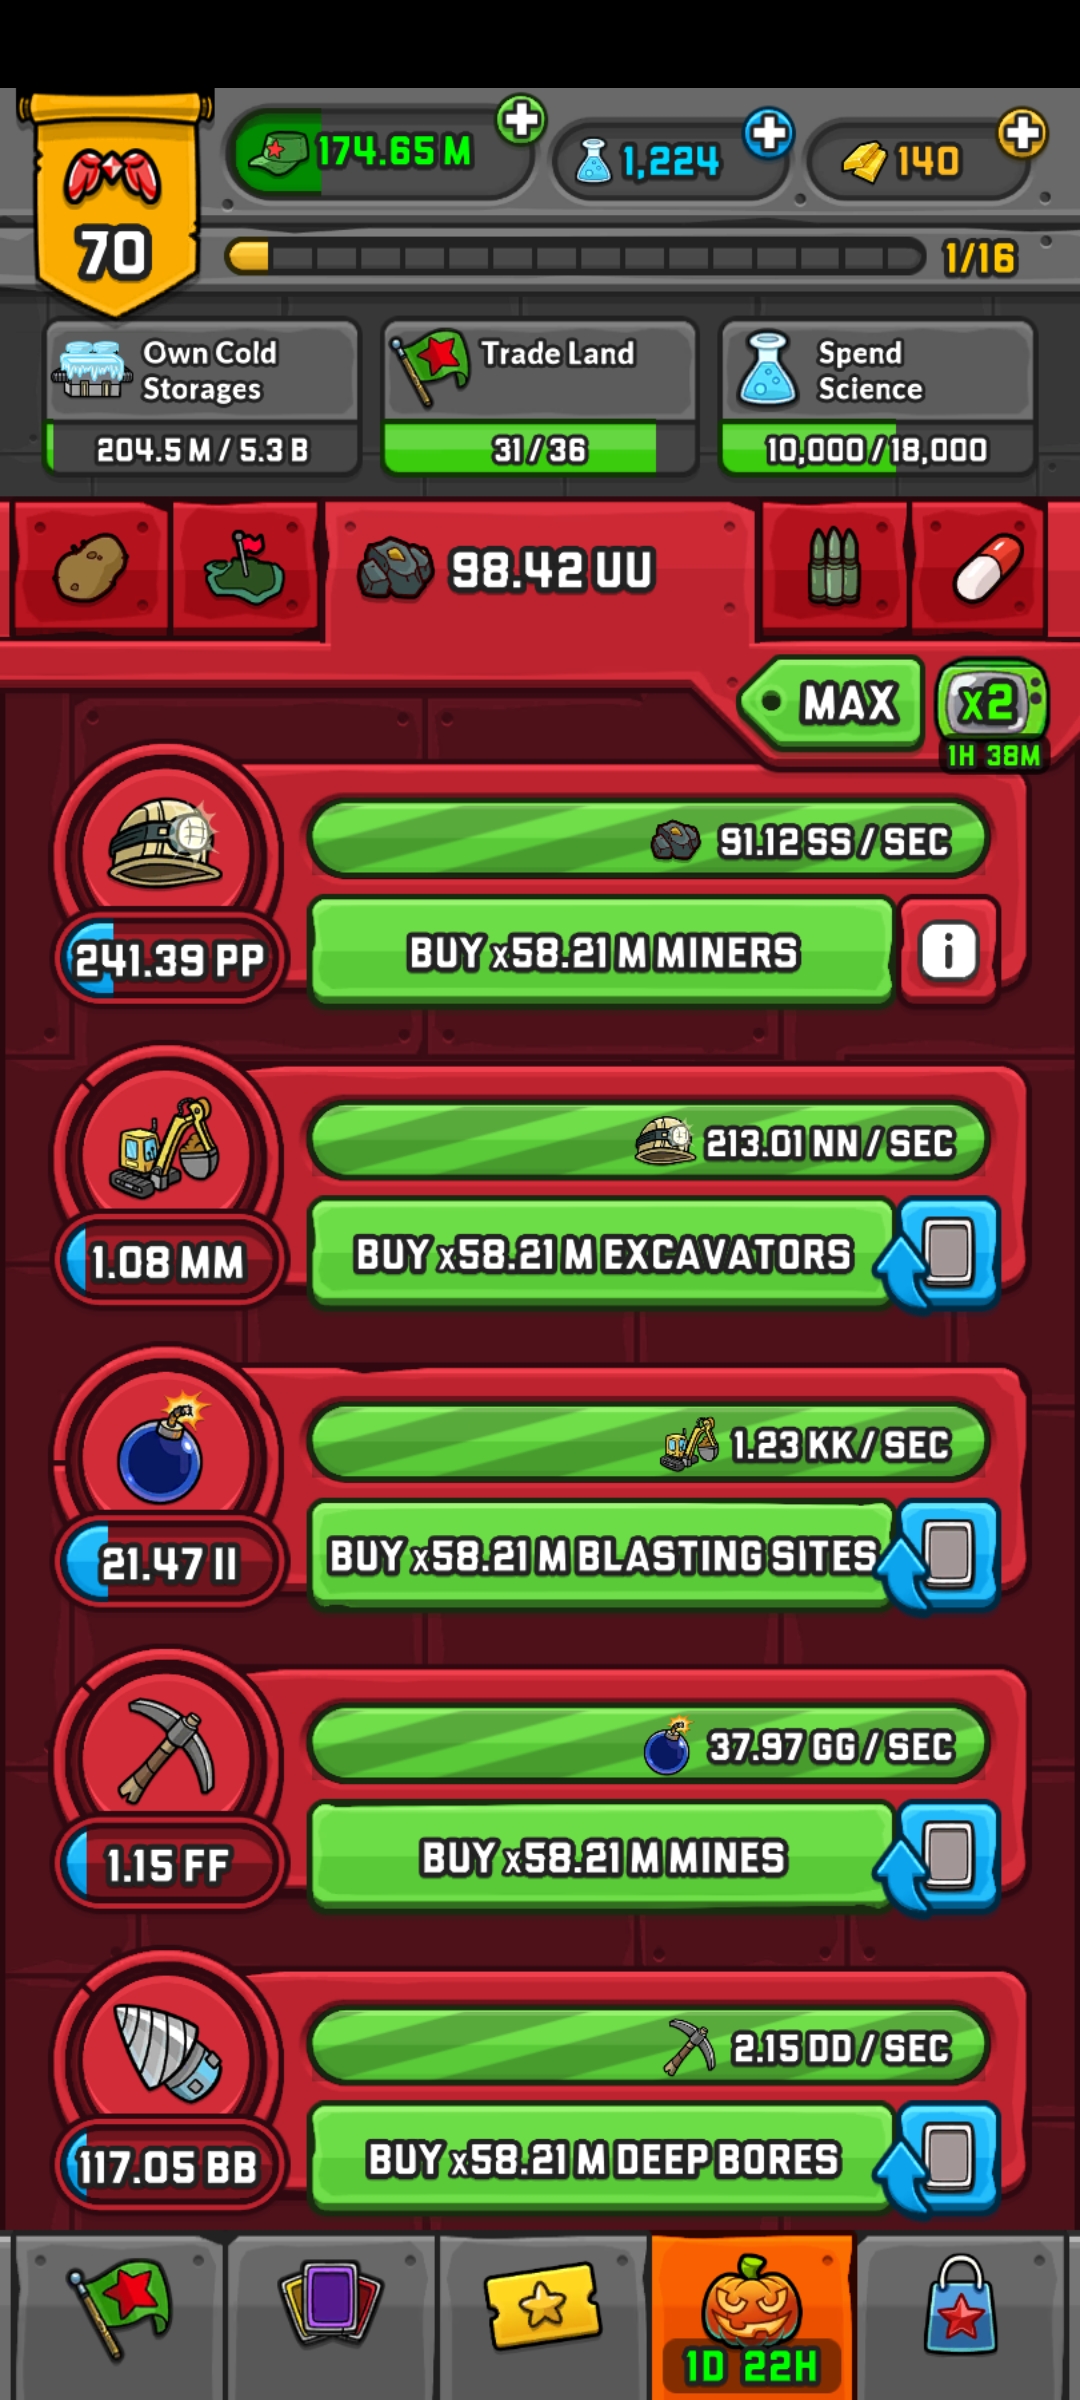 70
174.65 M
1,224
140
1/16
Own Cold
Storages
204.5 M / 5.3 B
Trade Land
31 / 36
Spend
Science
10,000 / 18,000
98.42 UU
MAX
x2
1H 38M
91.12 SS / SEC
241.39 PP
BUY x58.21 M MINERS
i
213.01 NN / SEC
1.08 MM
BUY x58.21 M EXCAVATORS
1.23 KK / SEC
21.47 II
BUY x58.21 M BLASTING SITES
37.97 GG / SEC
1.15 FF
BUY x58.21 M MINES
2.15 DD / SEC
117.05 BB
BUY x58.21 M DEEP BORES
1D 22H